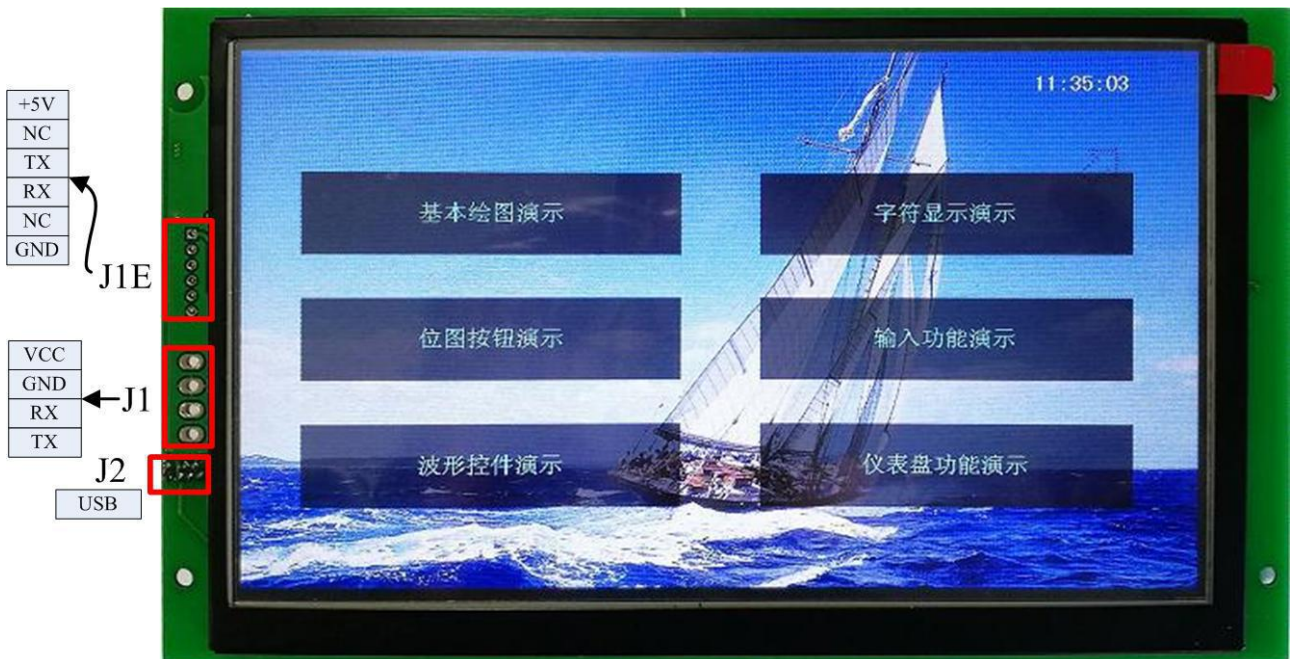 +5V
NC
TX
RX
NC
GND
J1E
VCC
GND
RX
TX
J1
J2
USB
11:35:03
基本绘图演示
字符显示演示
位图按钮演示
输入功能演示
波形控件演示
仪表盘功能演示